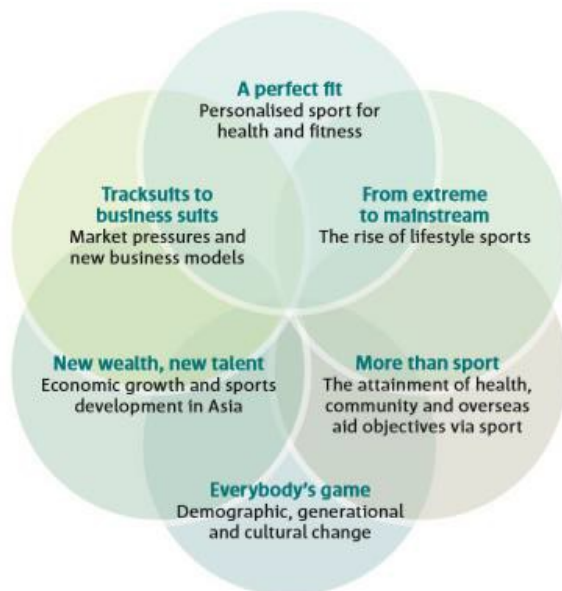 A perfect fit
Personalised sport for
health and fitness
Tracksuits to
business suits
Market pressures and
new business models
From extreme
to mainstream
The rise of lifestyle sports
New wealth, new talent
Economic growth and sports
development in Asia
More than sport
The attainment of health,
community and overseas
aid objectives via sport
Everybody's game
Demographic, generational
and cultural change